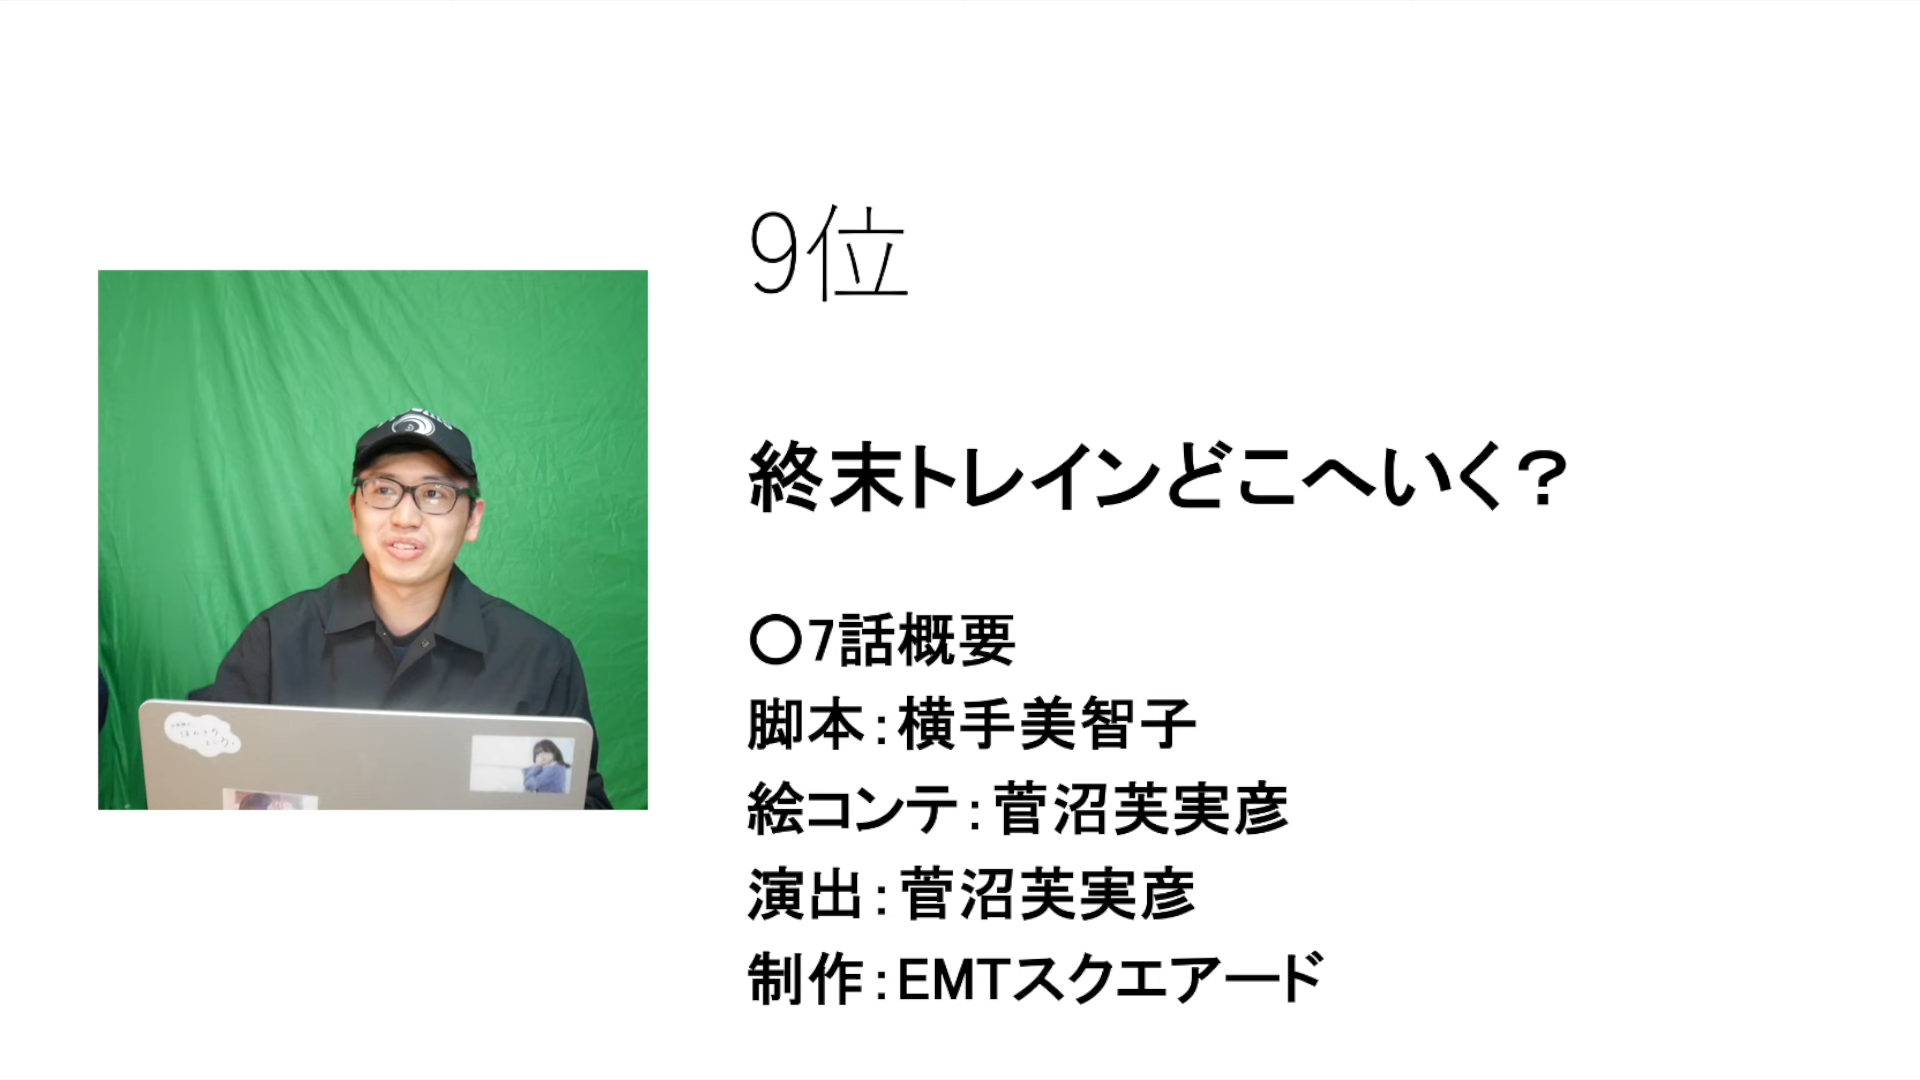 9位
終末トレインどこへいく？
〇7話概要
脚本：横手美智子
絵コンテ：菅沼芙実彦
演出：菅沼芙実彦
制作：EMTスクエアード